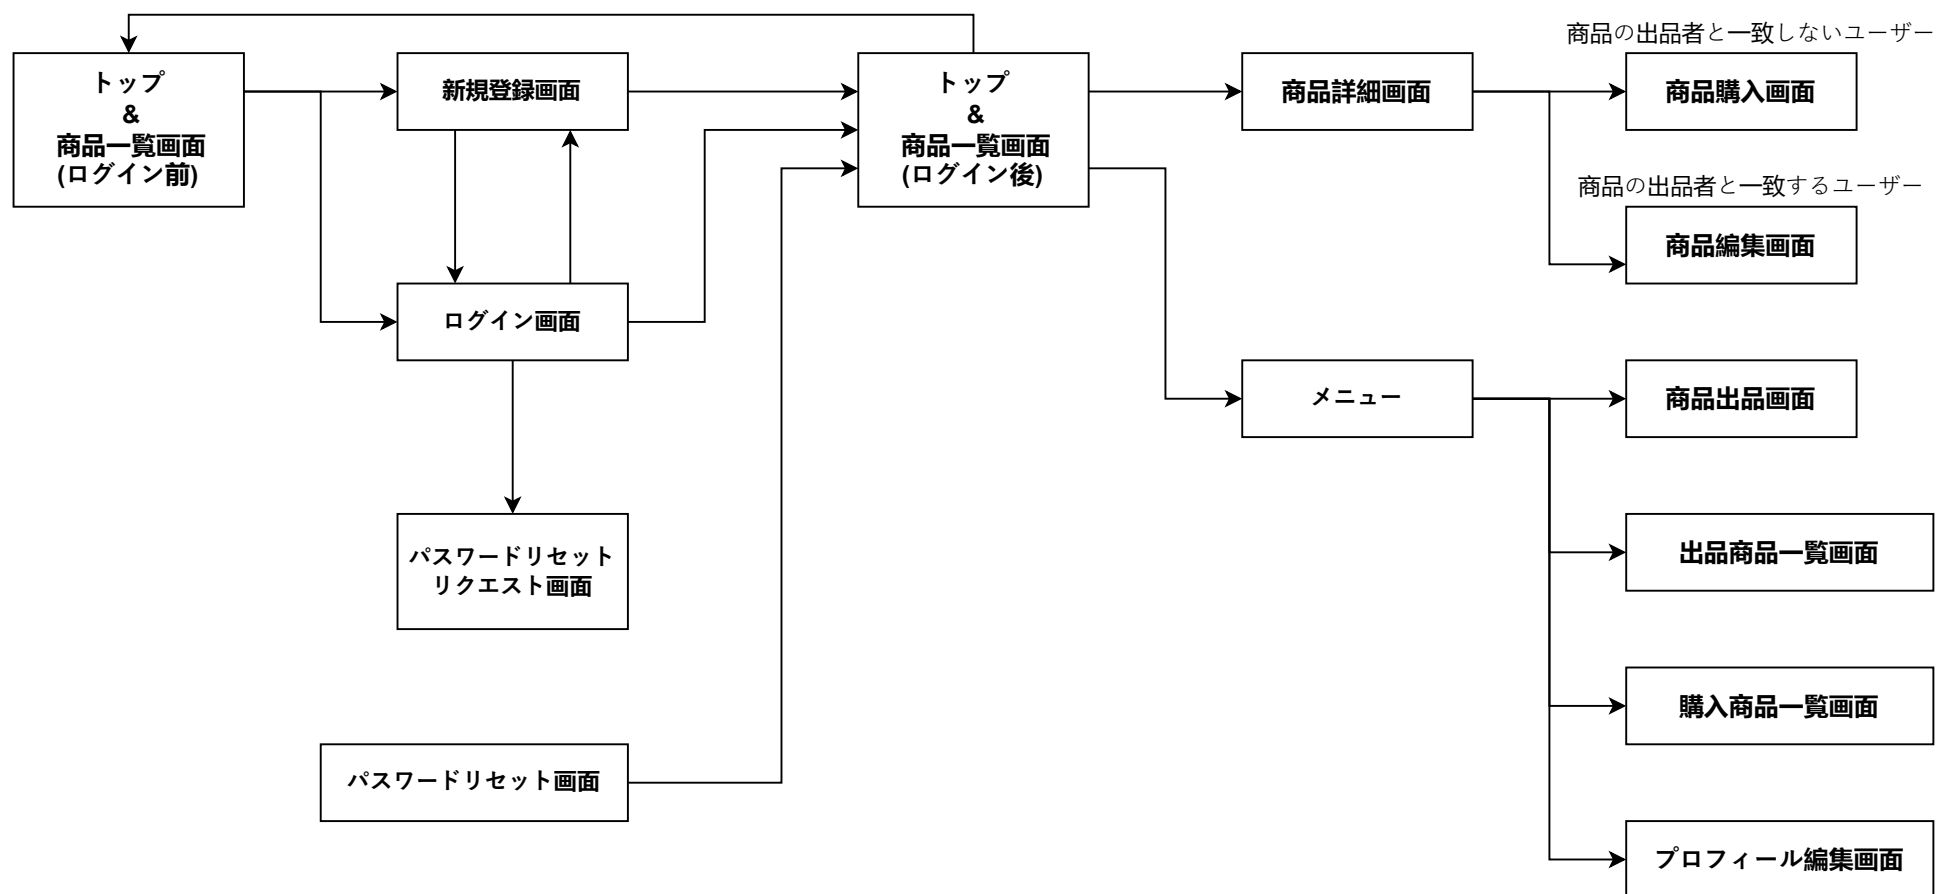 商品の出品者と一致しないユーザー
トップ
&
商品一覧画面
(ログイン前)
新規登録画面
トップ
&
商品一覧画面
(ログイン後)
商品詳細画面
商品購入画面
商品の出品者と一致するユーザー
商品編集画面
ログイン画面
メニュー
商品出品画面
パスワードリセット
リクエスト画面
出品商品一覧画面
購入商品一覧画面
パスワードリセット画面
プロフィール編集画面